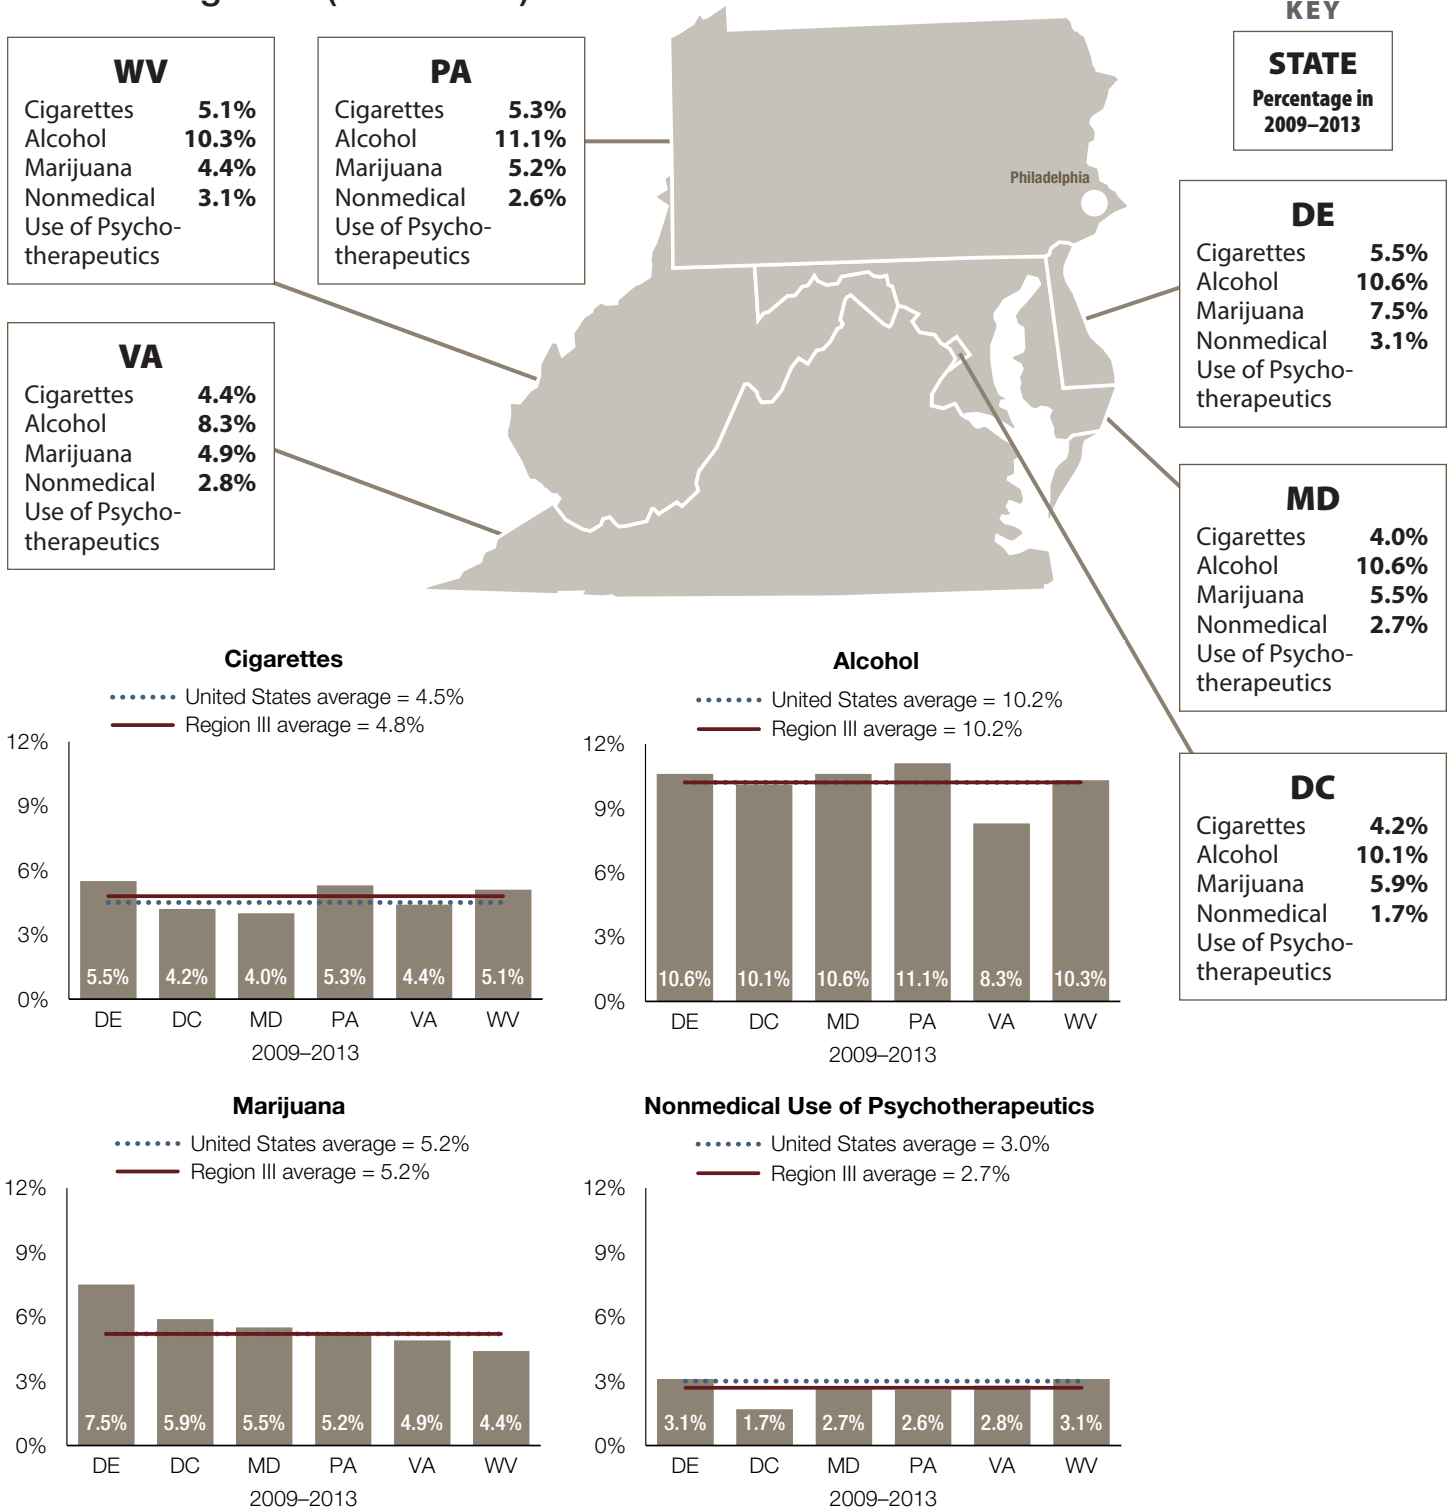 KEY
STATE
Percentage in
2009–2013
WV
Cigarettes 5.1%
Alcohol 10.3%
Marijuana 4.4%
Nonmedical 3.1%
Use of Psycho-
therapeutics
PA
Cigarettes 5.3%
Alcohol 11.1%
Marijuana 5.2%
Nonmedical 2.6%
Use of Psycho-
therapeutics
Philadelphia
DE
Cigarettes 5.5%
Alcohol 10.6%
Marijuana 7.5%
Nonmedical 3.1%
Use of Psycho-
therapeutics
VA
Cigarettes 4.4%
Alcohol 8.3%
Marijuana 4.9%
Nonmedical 2.8%
Use of Psycho-
therapeutics
MD
Cigarettes 4.0%
Alcohol 10.6%
Marijuana 5.5%
Nonmedical 2.7%
Use of Psycho-
therapeutics
DC
Cigarettes 4.2%
Alcohol 10.1%
Marijuana 5.9%
Nonmedical 1.7%
Use of Psycho-
therapeutics
Cigarettes
United States average = 4.5%
Region III average = 4.8%
12%
9%
6%
3%
0%
5.5% 4.2% 4.0% 5.3% 4.4% 5.1%
DE DC MD PA VA WV
2009–2013
Alcohol
United States average = 10.2%
Region III average = 10.2%
12%
9%
6%
3%
0%
10.6% 10.1% 10.6% 11.1% 8.3% 10.3%
DE DC MD PA VA WV
2009–2013
Marijuana
United States average = 5.2%
Region III average = 5.2%
12%
9%
6%
3%
0%
7.5% 5.9% 5.5% 5.2% 4.9% 4.4%
DE DC MD PA VA WV
2009–2013
Nonmedical Use of Psychotherapeutics
United States average = 3.0%
Region III average = 2.7%
12%
9%
6%
3%
0%
3.1% 1.7% 2.7% 2.6% 2.8% 3.1%
DE DC MD PA VA WV
2009–2013